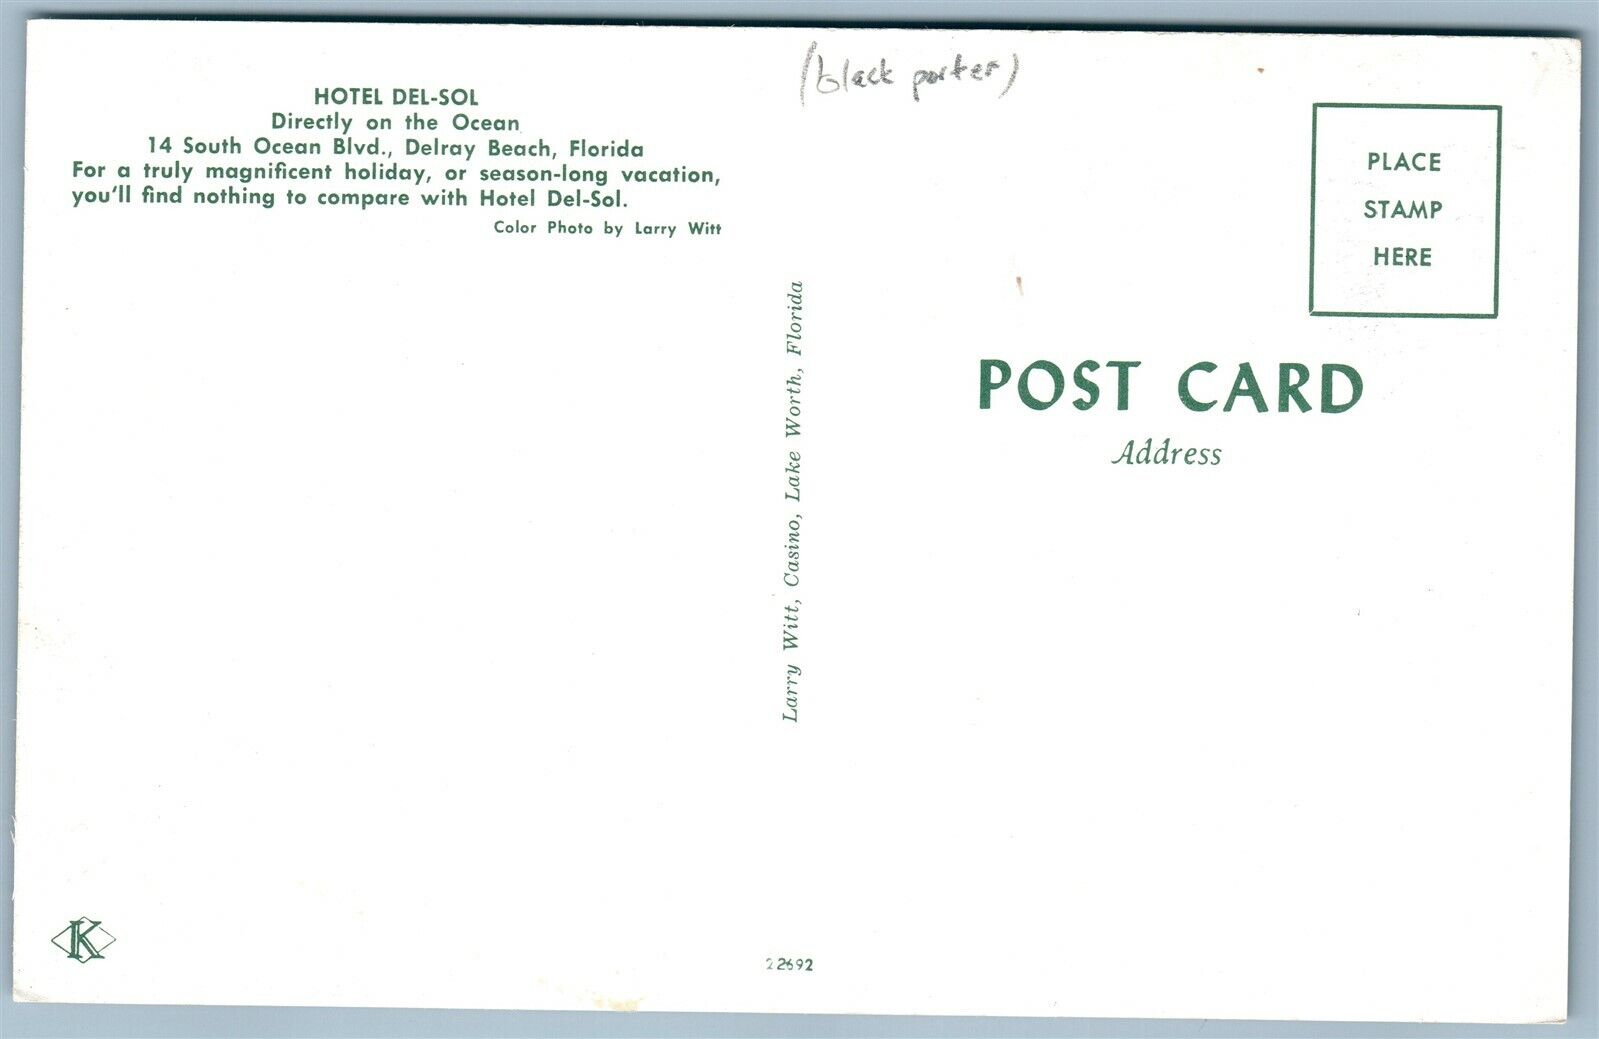 HOTEL DEL-SOL
Directly on the Ocean
14 South Ocean Blvd., Delray Beach, Florida
For a truly magnificent holiday, or season-long vacation,
you'll find nothing to compare with Hotel Del-Sol.
Color Photo by Larry Witt
(black porter)
PLACE
STAMP
HERE
Larry Witt, Casino, Lake Worth, Florida
POST CARD
Address
K
22692